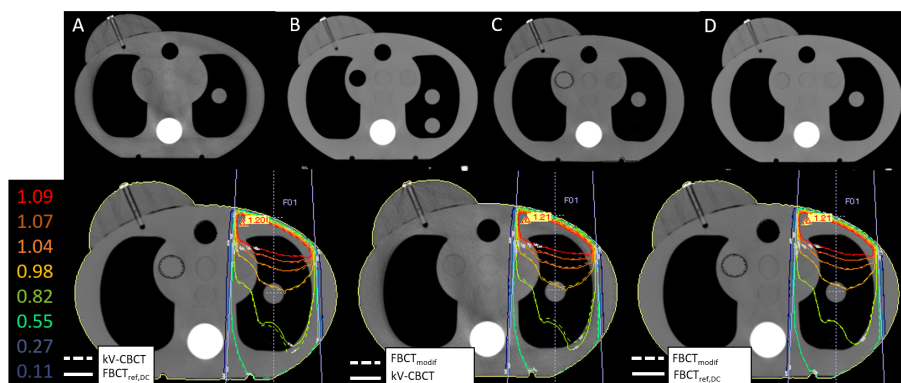 A
B
C
D
1.09
1.07
1.04
0.98
0.82
0.55
0.27
0.11
F01
1.20
kV-CBCT
FBCTref,DC
F01
1.21
FBCTmodif
kV-CBCT
F01
1.21
FBCTmodif
FBCTref,DC